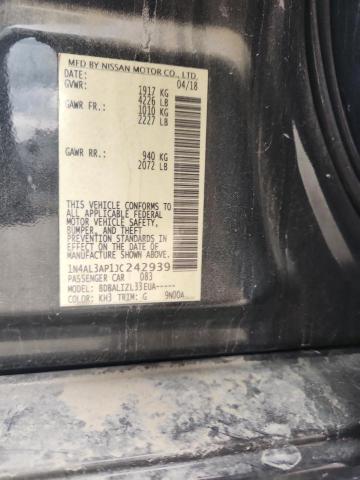 MFD BY NISSAN MOTOR CO., LTD.
04/18
GVWR: 1917 KG
4226 LB
GAWR FR: 1010 KG
2227 LB
GAWR RR: 940 KG
2072 LB
THIS VEHICLE CONFORMS TO ALL
APPLICABLE FEDERAL
MOTOR VEHICLE SAFETY,
BUMPER, AND THEFT
PREVENTION STANDARDS
IN EFFECT ON THE DATE OF
MANUFACTURE SHOWN ABOVE.
1N4AL3AP1JC242939
PASSENGER CAR 083
MODEL: BDBALIZL33EUA-----
COLOR: KH3 TRIM: G 9N00A